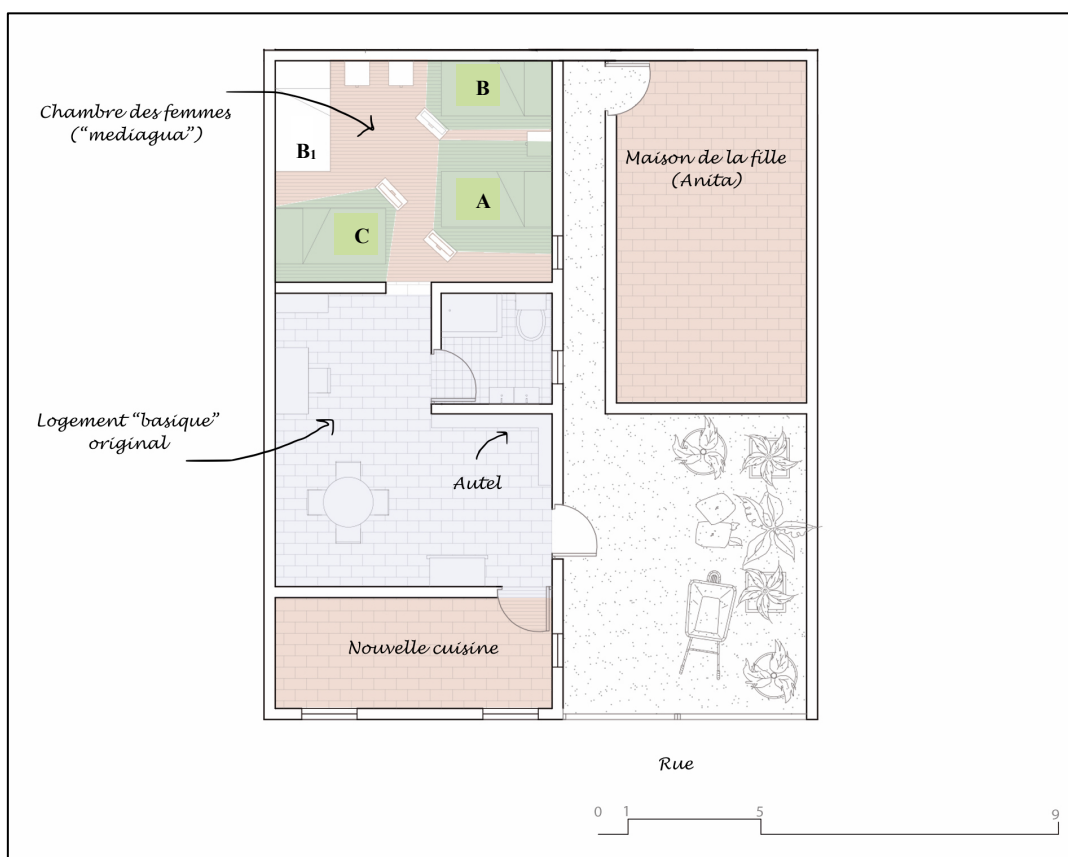 B
Chambre des femmes
(“mediagua”)
B1
Maison de la fille
(Anita)
A
C
Logement “basique”
original
Autel
Nouvelle cuisine
Rue
0 1 5 9